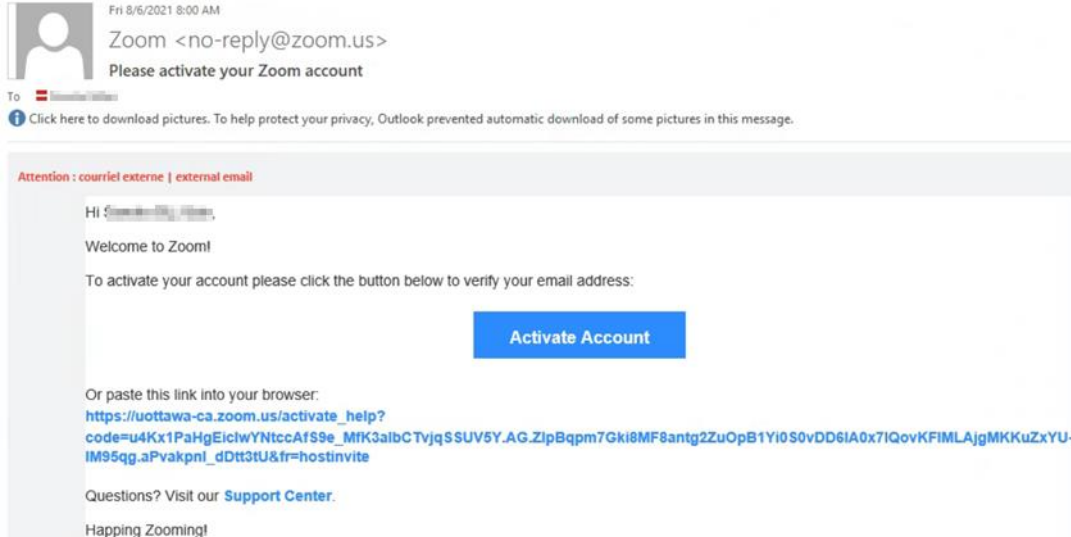 Fri 8/6/2021 8:00 AM
Zoom <no-reply@zoom.us>
Please activate your Zoom account
To
Click here to download pictures. To help protect your privacy, Outlook prevented automatic download of some pictures in this message.
Attention : courriel externe | external email
Hi
Welcome to Zoom!
To activate your account please click the button below to verify your email address:
Activate Account
Or paste this link into your browser:
https://uottawa-ca.zoom.us/activate_help?
code=u4Kx1PaHgEiclwYNtccAfS9e_MfK3albCTvjqSSUV5Y.AG.ZlpBqpm7Gki8MF8antg2ZuOpB1Yi0S0vDD6IA0x7IQovKFlMLAjgMKKuZxYU-
IM95qg.aPvakpnl_dDtt3tU&fr=hostinvite
Questions? Visit our Support Center.
Happing Zooming!